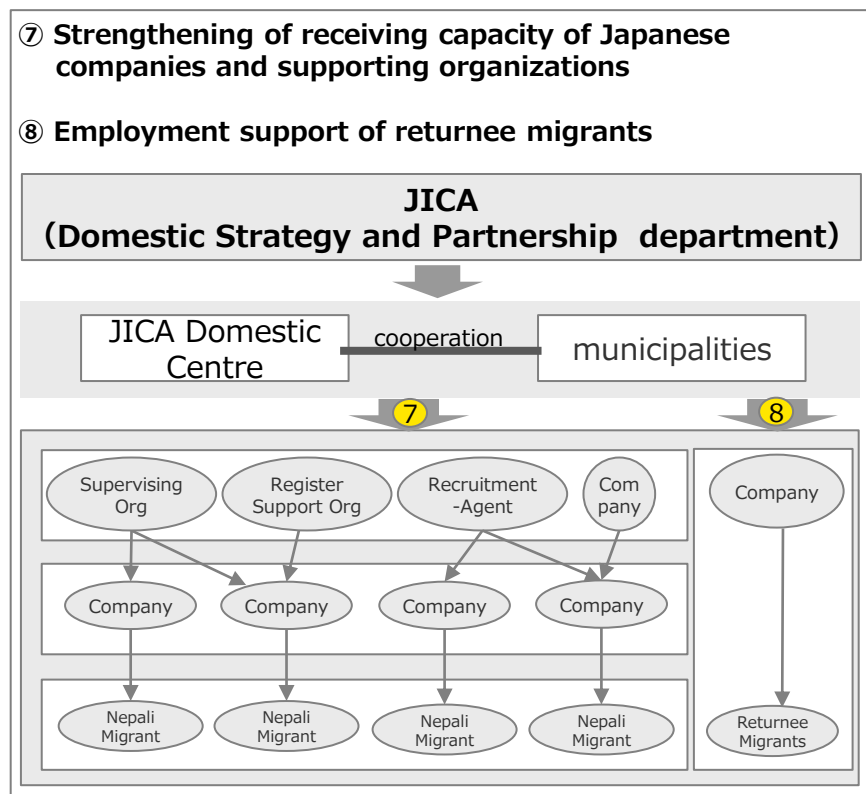 ⑦ Strengthening of receiving capacity of Japanese
companies and supporting organizations
⑧ Employment support of returnee migrants
JICA
（Domestic Strategy and Partnership department）
JICA Domestic
Centre
cooperation
municipalities
7
8
Supervising
Org
Register
Support Org
Recruitment
-Agent
Com
pany
Company
Company
Company
Company
Company
Nepali
Migrant
Nepali
Migrant
Nepali
Migrant
Nepali
Migrant
Returnee
Migrants